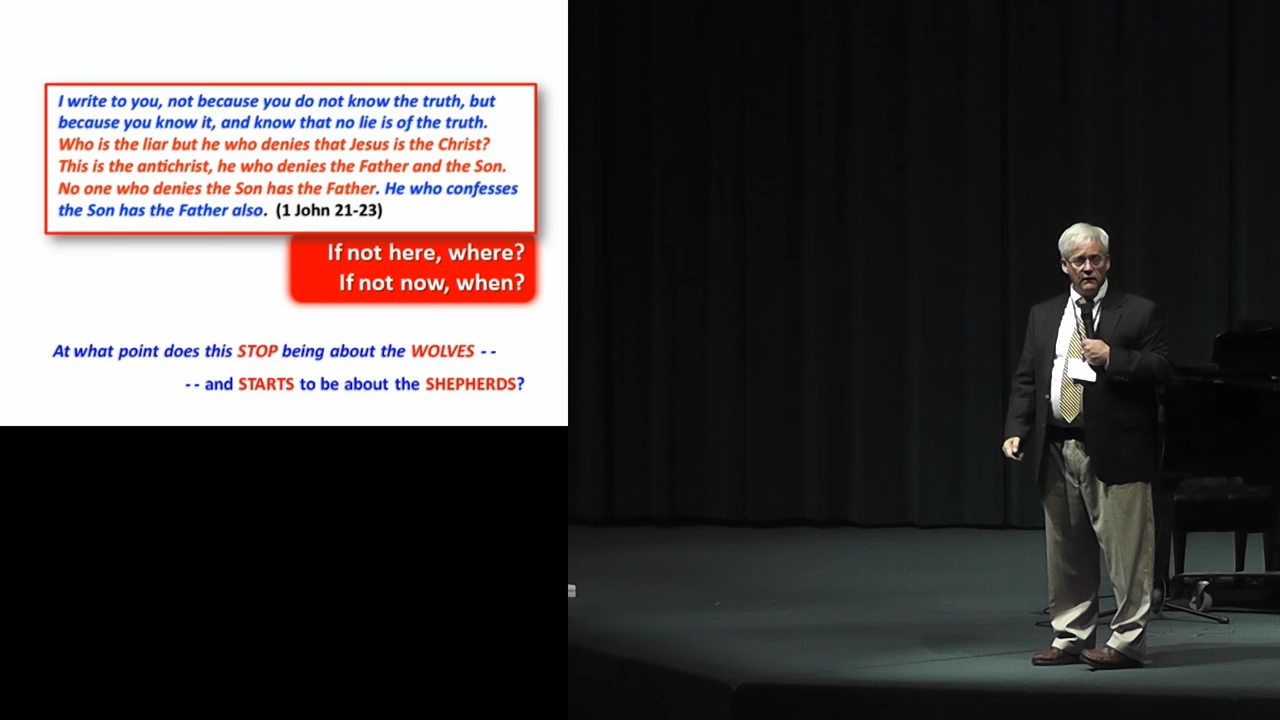 I write to you, not because you do not know the truth, but
because you know it, and know that no lie is of the truth.
Who is the liar but he who denies that Jesus is the Christ?
This is the antichrist, he who denies the Father and the Son.
No one who denies the Son has the Father. He who confesses
the Son has the Father also. (1 John 21-23)
If not here, where?
If not now, when?
At what point does this STOP being about the WOLVES - -
- - and STARTS to be about the SHEPHERDS?